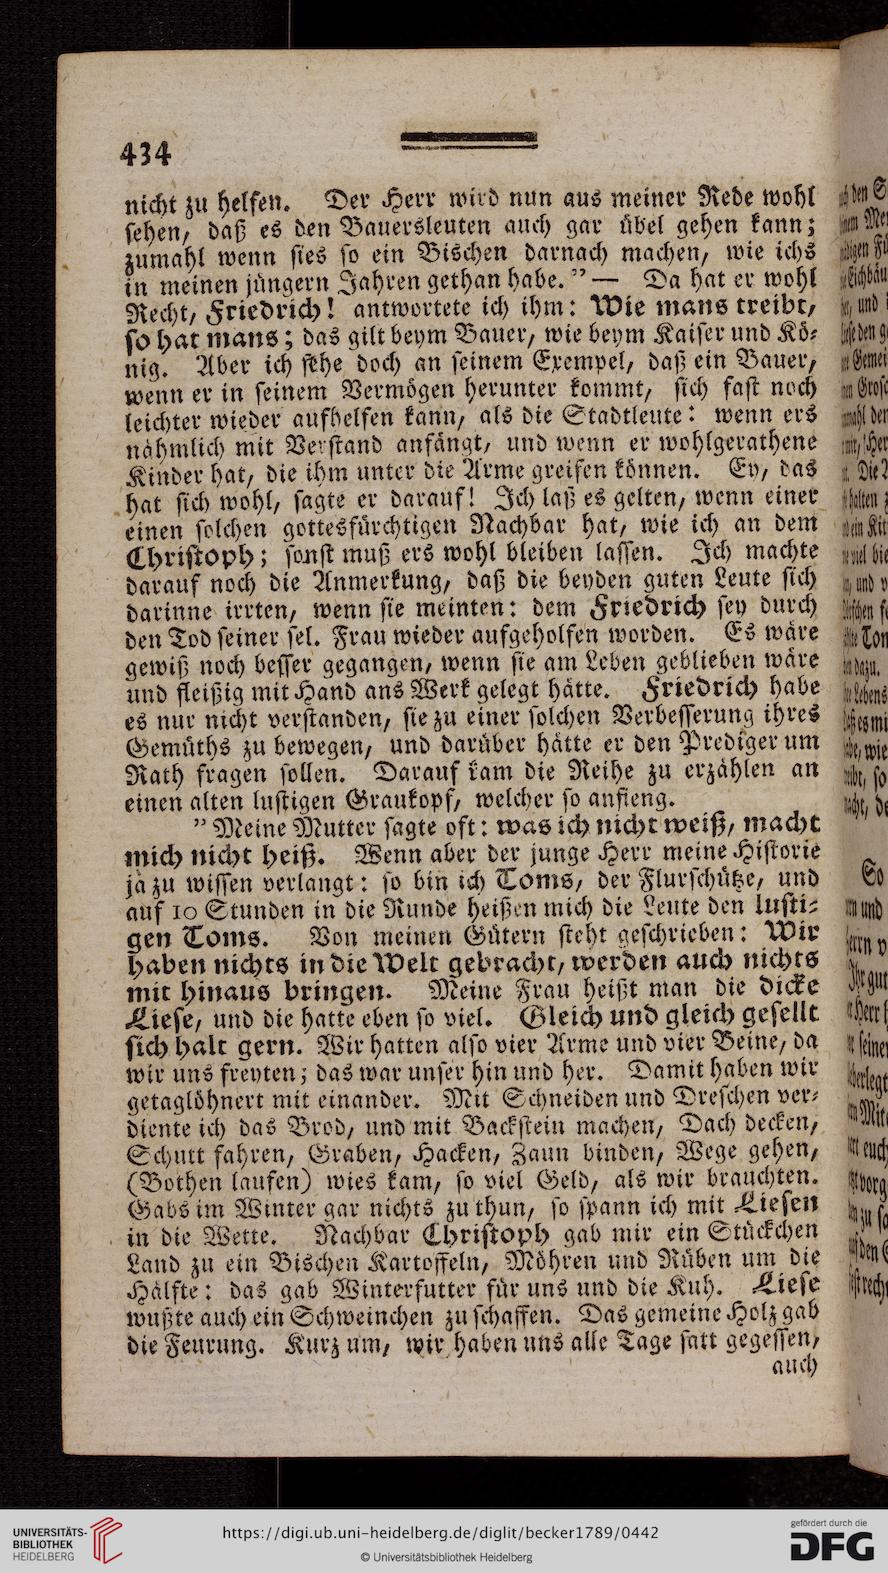 434
nicht zu helfen. Der Herr wird nun aus meiner Rede wohl
sehen, daß es den Bauersleuten auch gar übel gehen kann;
zumahl wenn sies so ein Bischen darnach machen, wie ichs
in meinen jüngern Jahren gethan habe.” — Da hat er wohl
Recht, Friedrich! antwortete ich ihm: Wie mans treibt,
so hat mans; das gilt beym Bauer, wie beym Kaiser und Kö⸗
nig. Aber ich sehe doch an seinem Exempel, daß ein Bauer,
wenn er in seinem Vermögen herunter kommt, sich fast noch
leichter wieder aufhelfen kann, als die Stadtleute: wenn ers
nähmlich mit Verstand anfängt, und wenn er wohlgerathene
Kinder hat, die ihm unter die Arme greifen können. Ey, das
hat sich wohl, sagte er darauf! Ich laß es gelten, wenn einer
einen solchen gottesfürchtigen Nachbar hat, wie ich an dem
Christoph; sonst muß ers wohl bleiben lassen. Ich machte
darauf noch die Anmerkung, daß die beyden guten Leute sich
darinne irrten, wenn sie meinten: dem Friedrich sey durch
den Tod seiner sel. Frau wieder aufgeholfen worden. Es wäre
gewiß noch besser gegangen, wenn sie am Leben geblieben wäre
und fleißig mit Hand ans Werk gelegt hätte. Friedrich habe
es nur nicht verstanden, sie zu einer solchen Verbesserung ihres
Gemüths zu bewegen, und darüber hätte er den Prediger um
Rath fragen sollen. Darauf kam die Reihe zu erzählen an
einen alten lustigen Graukopf, welcher so anfieng.
” Meine Mutter sagte oft: was ich nicht weiß, macht
mich nicht heiß. Wenn aber der junge Herr meine Historie
ja zu wissen verlangt: so bin ich Toms, der Flurschütze, und
auf 10 Stunden in die Runde heißen mich die Leute den lusti⸗
gen Toms. Von meinen Gütern steht geschrieben: Wir
haben nichts in die Welt gebracht, werden auch nichts
mit hinaus bringen. Meine Frau heißt man die dicke
Liese, und die hatte eben so viel. Gleich und gleich gesellt
sich halt gern. Wir hatten also vier Arme und vier Beine, da
wir uns freyten; das war unser hin und her. Damit haben wir
getaglöhnert mit einander. Mit Schneiden und Dreschen ver⸗
diente ich das Brod, und mit Backstein machen, Dach decken,
Schutt fahren, Graben, Hacken, Zaun binden, Wege gehen,
(Bothen laufen) wies kam, so viel Geld, als wir brauchten.
Gabs im Winter gar nichts zu thun, so spann ich mit Liesen
in die Wette. Nachbar Christoph gab mir ein Stückchen
Land zu ein Bischen Kartoffeln, Möhren und Rüben um die
Hälfte: das gab Winterfutter für uns und die Kuh. Liese
wußte auch ein Schweinchen zu schaffen. Das gemeine Holz gab
die Feurung. Kurz um, wir haben uns alle Tage satt gegessen,
auch
UNIVERSITÄTS-
BIBLIOTHEK
HEIDELBERG
https://digi.ub.uni-heidelberg.de/diglit/becker1789/0442
© Universitätsbibliothek Heidelberg
gefördert durch die
DFG